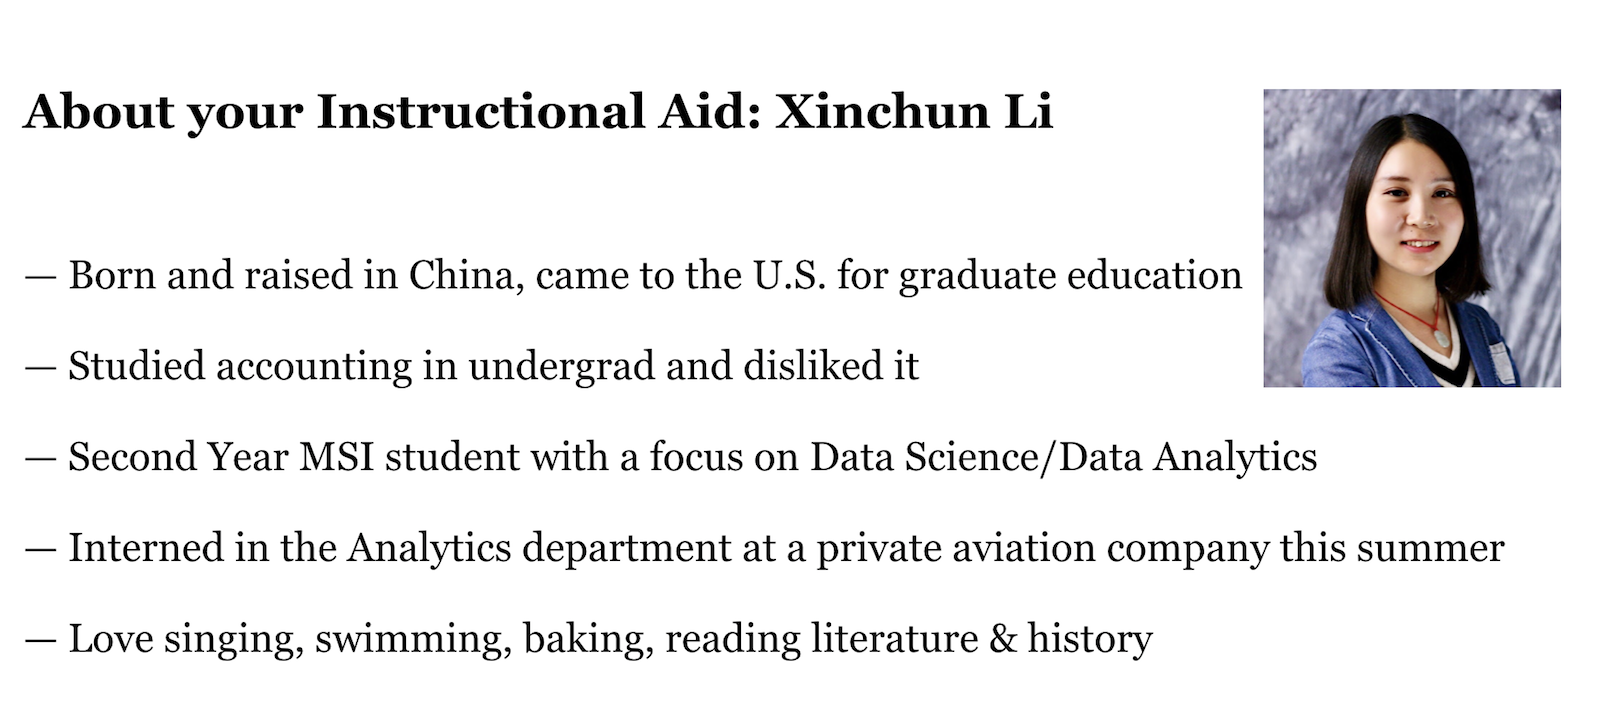 About your Instructional Aid: Xinchun Li
— Born and raised in China, came to the U.S. for graduate education
— Studied accounting in undergrad and disliked it
— Second Year MSI student with a focus on Data Science/Data Analytics
— Interned in the Analytics department at a private aviation company this summer
— Love singing, swimming, baking, reading literature & history